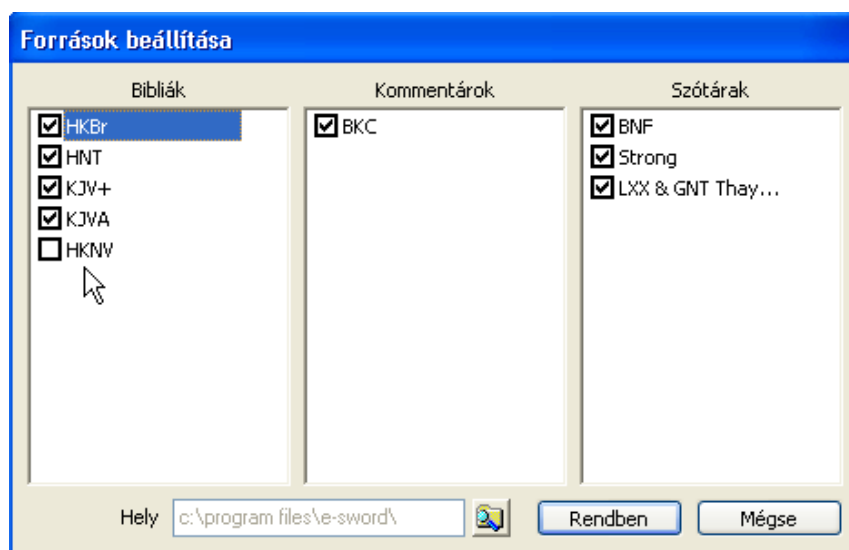 Források beállítása
Bibliák
Kommentárok
Szótárak
HKBr
HNT
KJV+
KJVA
HKNV
BKC
BNF
Strong
LXX & GNT Thay...
Hely
c:\program files\e-sword\
Rendben
Mégse